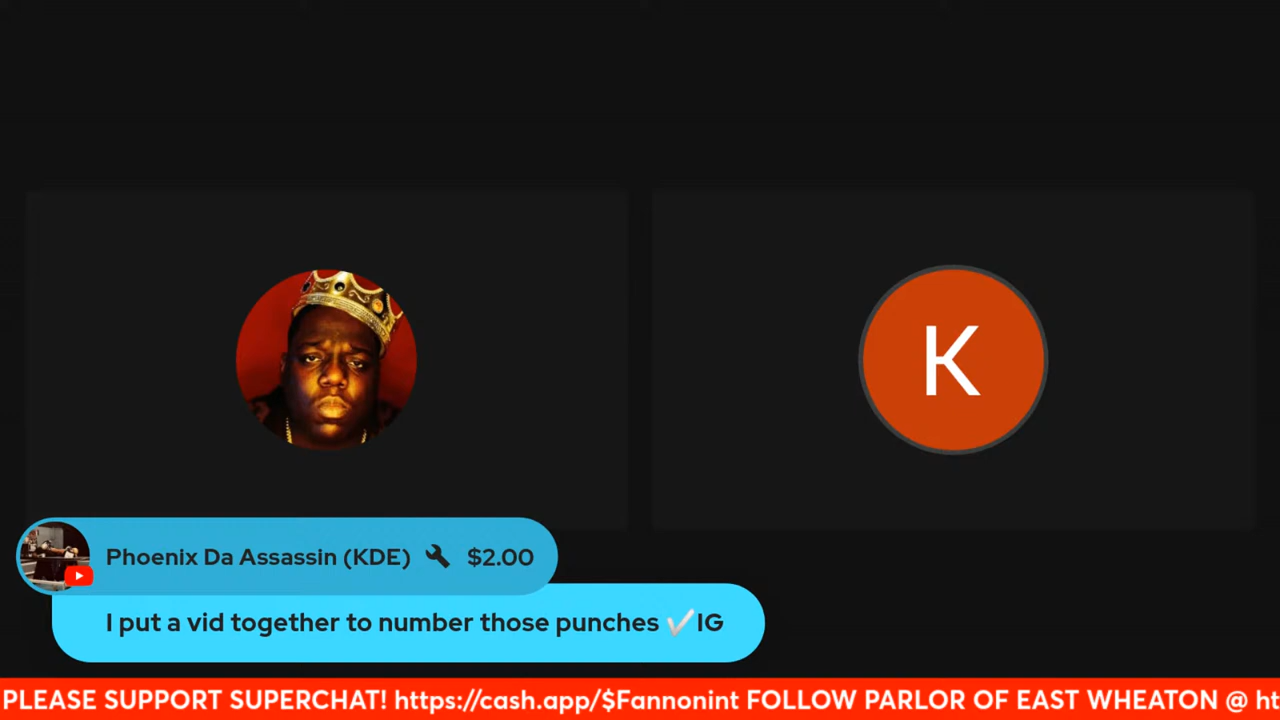 K
Phoenix Da Assassin (KDE) $2.00
I put a vid together to number those punches ✔️IG
PLEASE SUPPORT SUPERCHAT! https://cash.app/$Fannonint FOLLOW PARLOR OF EAST WHEATON @ ht